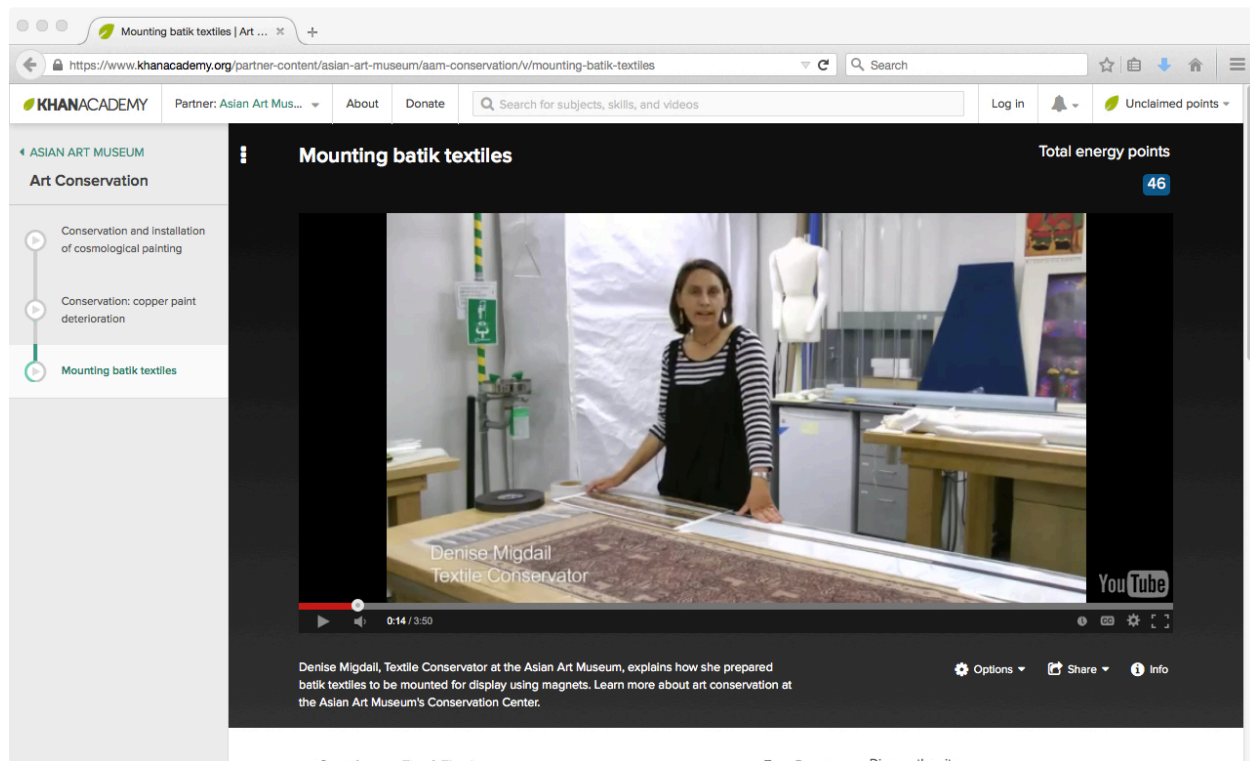 Mounting batik textiles | Art ...
https://www.khanacademy.org/partner-content/asian-art-museum/aam-conservation/v/mounting-batik-textiles
Search
KHANACADEMY
Partner: Asian Art Mus...
About
Donate
Search for subjects, skills, and videos
Log in
Unclaimed points
ASIAN ART MUSEUM
Art Conservation
Conservation and installation
of cosmological painting
Conservation: copper paint
deterioration
Mounting batik textiles
Mounting batik textiles
Total energy points
46
Denise Migdail
Textile Conservator
YouTube
0:14 / 3:50
CC
Denise Migdail, Textile Conservator at the Asian Art Museum, explains how she prepared
batik textiles to be mounted for display using magnets. Learn more about art conservation at
the Asian Art Museum's Conservation Center.
Options
Share
Info